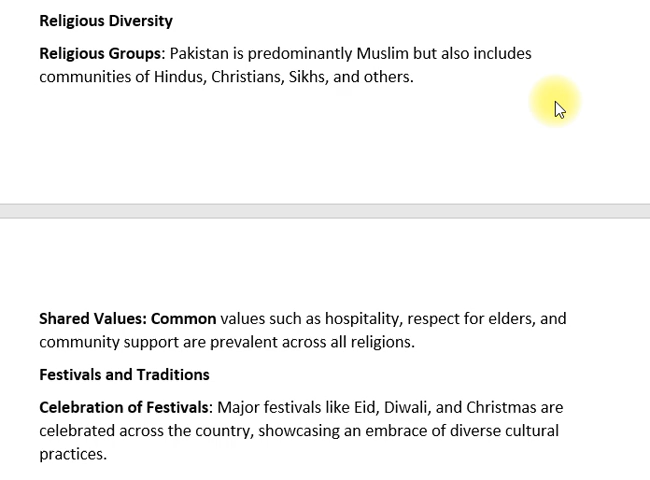 Religious Diversity
Religious Groups: Pakistan is predominantly Muslim but also includes
communities of Hindus, Christians, Sikhs, and others.
Shared Values: Common values such as hospitality, respect for elders, and
community support are prevalent across all religions.
Festivals and Traditions
Celebration of Festivals: Major festivals like Eid, Diwali, and Christmas are
celebrated across the country, showcasing an embrace of diverse cultural
practices.